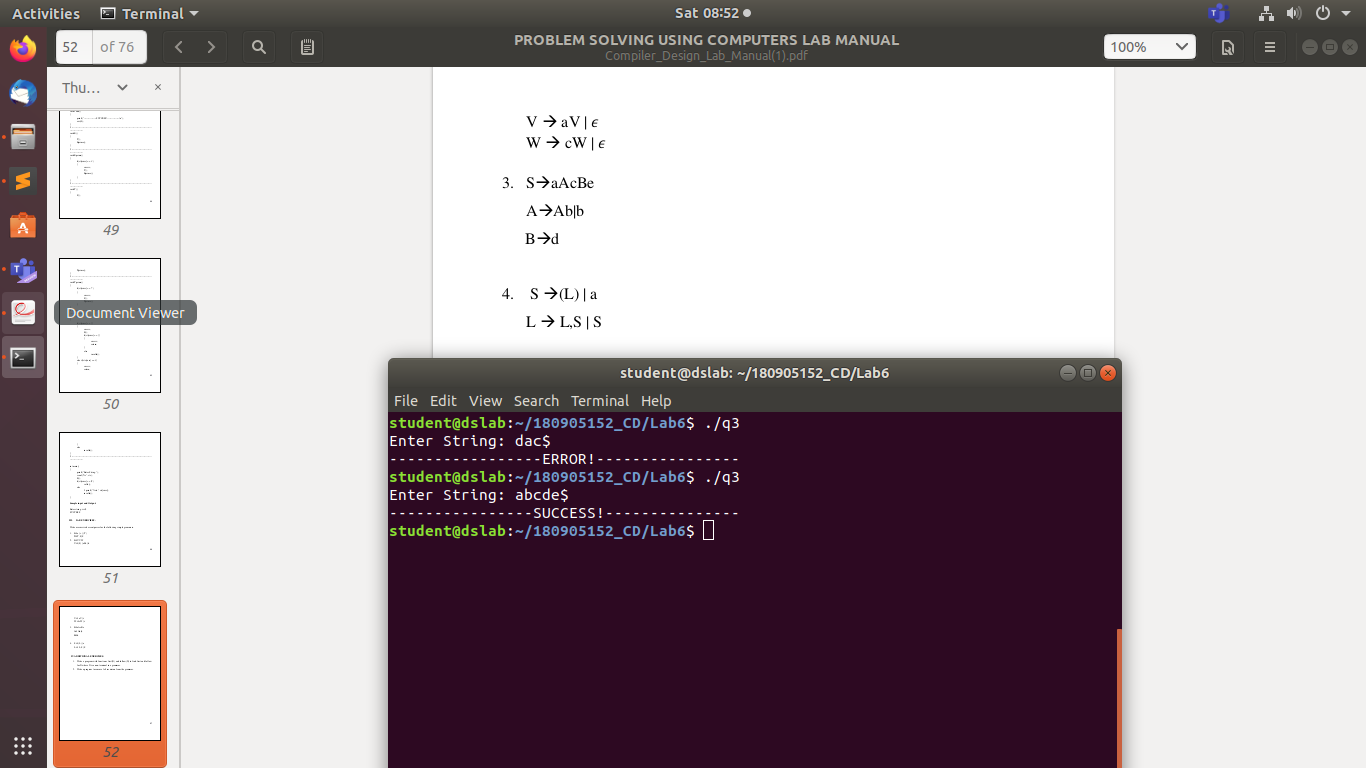 Activities
Terminal
Sat 08:52
52 of 76
PROBLEM SOLVING USING COMPUTERS LAB MANUAL
Compiler_Design_Lab_Manual(1).pdf
100%
Thu…
49
Document Viewer
50
51
52
V → aV | ϵ
W → cW | ϵ
3. S→aAcBe
A→Ab|b
B→d
4. S →(L) | a
L → L,S | S
student@dslab: ~/180905152_CD/Lab6
File Edit View Search Terminal Help
student@dslab:~/180905152_CD/Lab6$ ./q3
Enter String: dac$
-----------------ERROR!----------------
student@dslab:~/180905152_CD/Lab6$ ./q3
Enter String: abcde$
----------------SUCCESS!---------------
student@dslab:~/180905152_CD/Lab6$